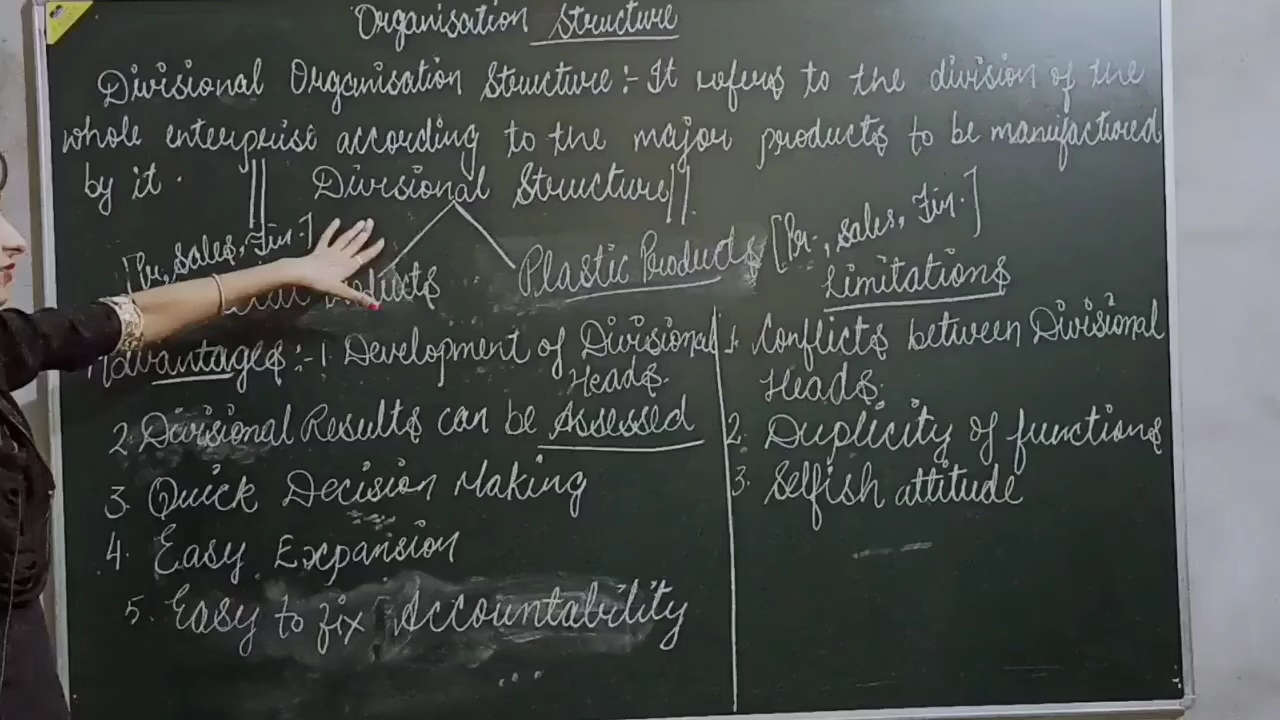 Organisation Structure
Divisional Organisation Structure :- It refers to the division of the
whole enterprise according to the major products to be manufactured
by it.
|| Divisional Structure ||
[Pr, Sales, Fin.]
Products
Plastic Products
[Pr-, Sales, Fin.]
Advantages :- 1. Development of Divisional
Heads.
2. Divisional Results can be Assessed
3. Quick Decision Making
4. Easy Expansion
5. Easy to fix Accountability
Limitations
1. Conflicts between Divisional
Heads.
2. Duplicity of functions
3. Selfish attitude